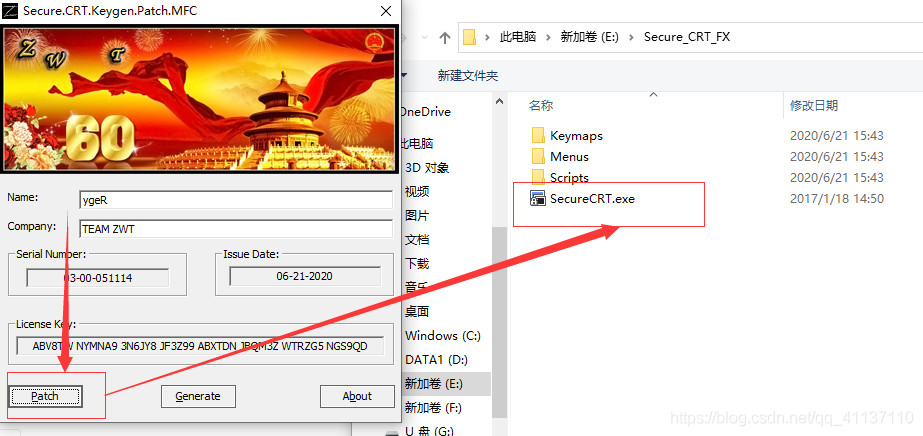 Secure.CRT.Keygen.Patch.MFC
Z W T
60
Name:
ygeR
Company:
TEAM ZWT
Serial Number:
03-00-051114
Issue Date:
06-21-2020
License Key:
NYMNA9 3N6JY8 JF3Z99 ABXTDN JBQM3Z WTRZG5 NGS9QD
Patch
Generate
About
此电脑 > 新加卷 (E:) > Secure_CRT_FX
新建文件夹
OneDrive
此电脑
3D 对象
视频
图片
文档
下载
音乐
桌面
Windows (C:)
DATA1 (D:)
新加卷 (E:)
新加卷 (F:)
U 盘 (G:)
名称
修改日期
Keymaps
2020/6/21 15:43
Menus
2020/6/21 15:43
Scripts
2020/6/21 15:43
SecureCRT.exe
2017/1/18 14:50
https://blog.csdn.net/qq_41137110